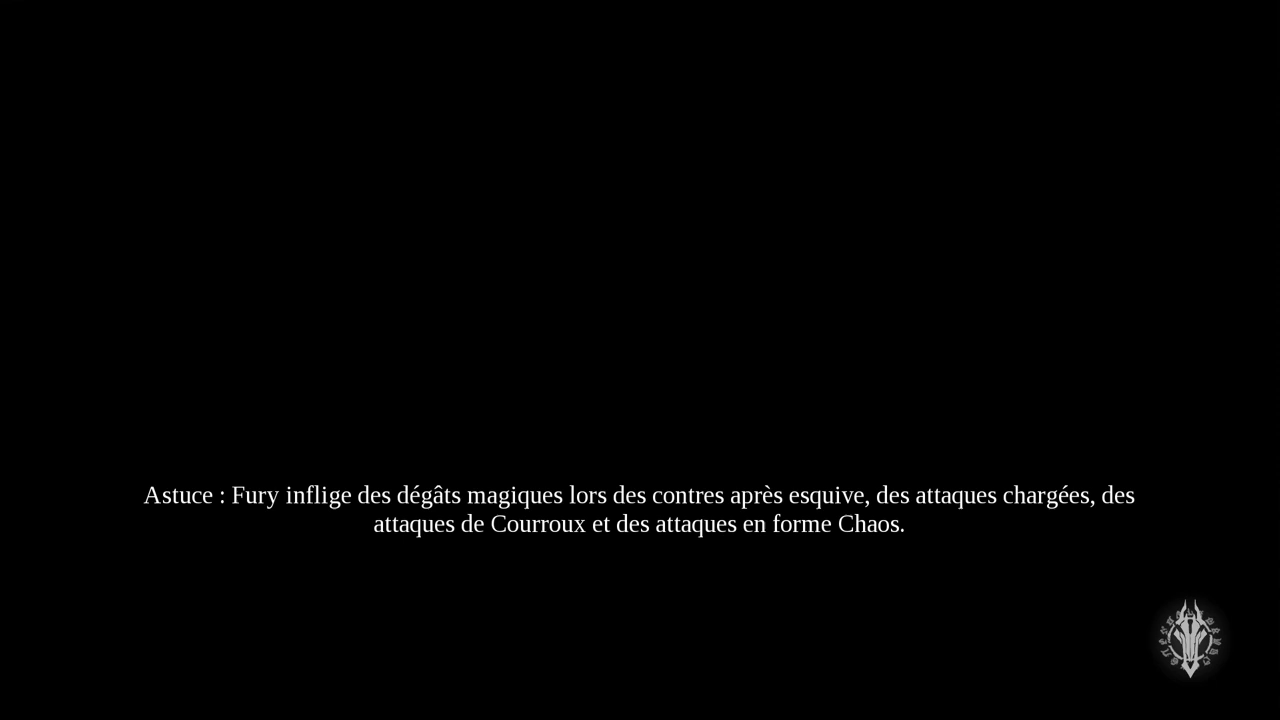 Astuce : Fury inflige des dégâts magiques lors des contres après esquive, des attaques chargées, des
attaques de Courroux et des attaques en forme Chaos.